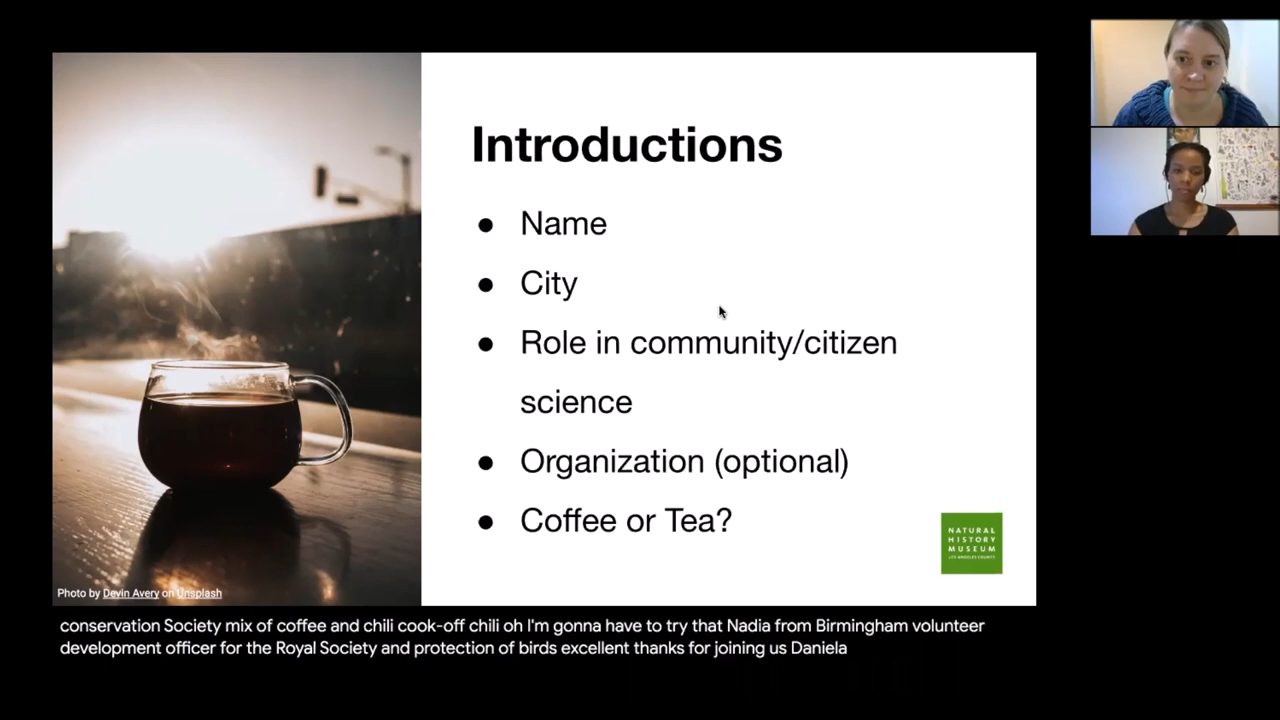 Introductions
● Name
● City
● Role in community/citizen
science
● Organization (optional)
● Coffee or Tea?
NATURAL
HISTORY
MUSEUM
LOS ANGELES COUNTY
Photo by Devin Avery on Unsplash
conservation Society mix of coffee and chili cook-off chili oh I'm gonna have to try that Nadia from Birmingham volunteer
development officer for the Royal Society and protection of birds excellent thanks for joining us Daniela